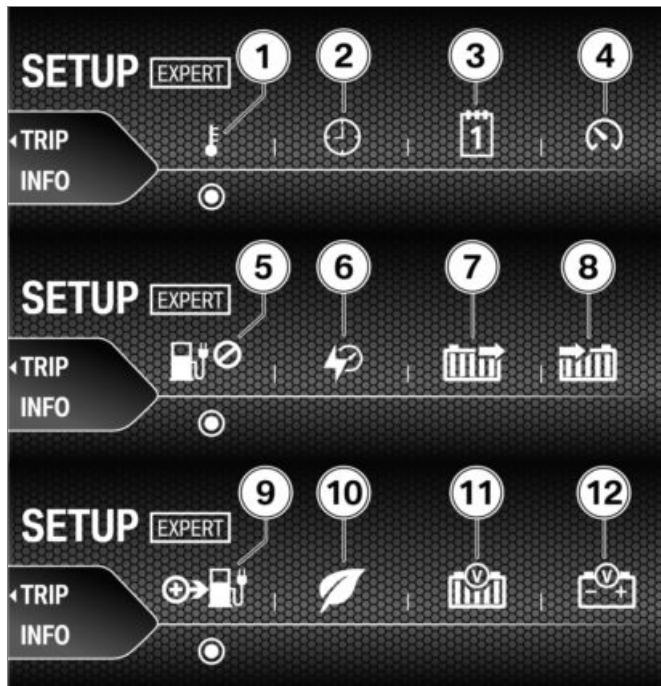 1 2 3 4
SETUP EXPERT
1
TRIP
INFO
5 6 7 8
SETUP EXPERT
TRIP
INFO
9 10 11 12
SETUP EXPERT
V V
- +
TRIP
INFO